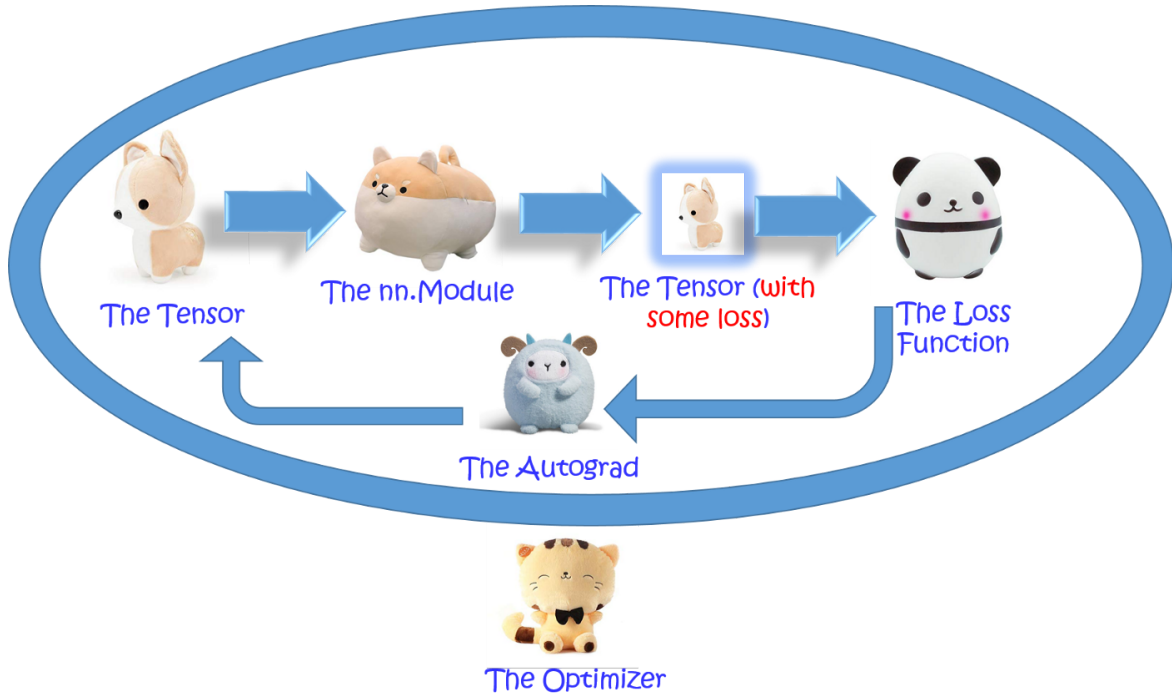 The Tensor
The nn.Module
The Tensor (with
some loss)
The Loss
Function
The Autograd
The Optimizer